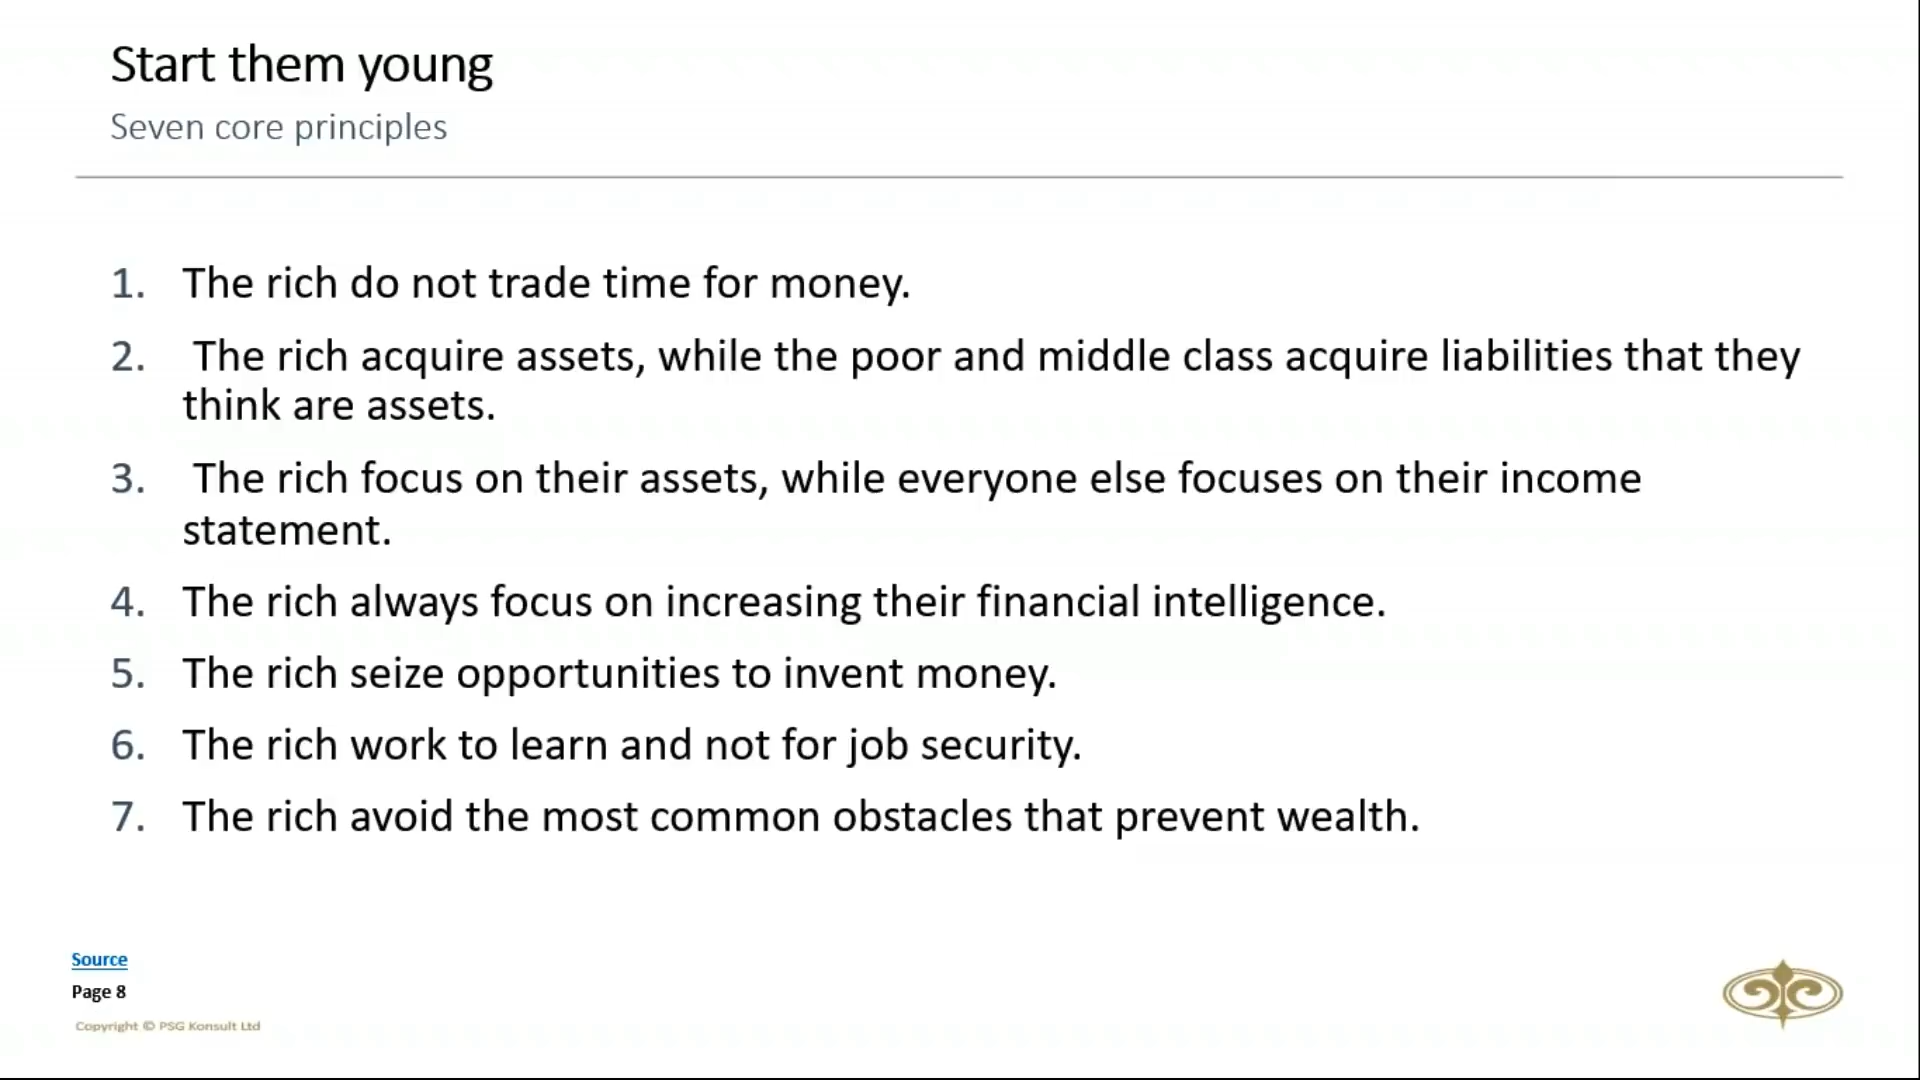 Start them young
Seven core principles
1. The rich do not trade time for money.
2. The rich acquire assets, while the poor and middle class acquire liabilities that they
think are assets.
3. The rich focus on their assets, while everyone else focuses on their income
statement.
4. The rich always focus on increasing their financial intelligence.
5. The rich seize opportunities to invent money.
6. The rich work to learn and not for job security.
7. The rich avoid the most common obstacles that prevent wealth.
Source
Page 8
Copyright © PSG Konsult Ltd